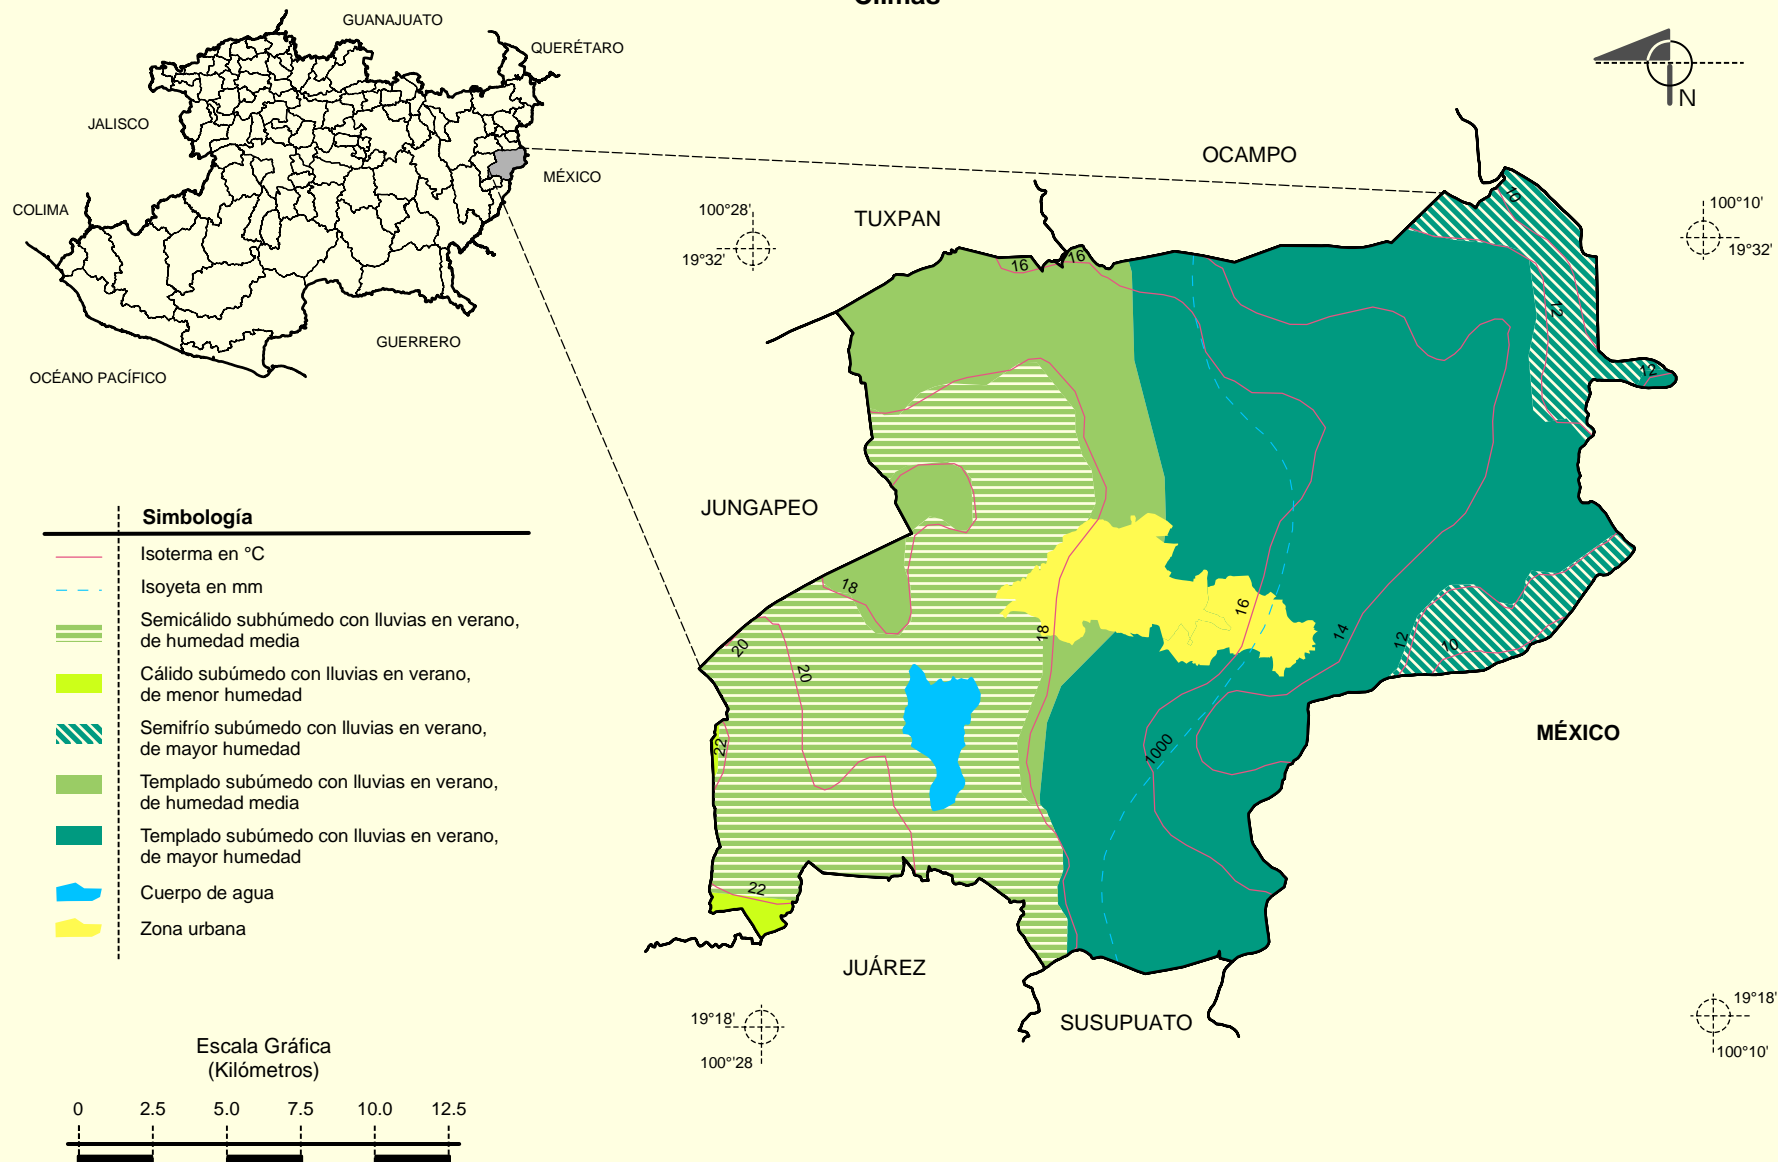 Climas
GUANAJUATO
QUERÉTARO
JALISCO
MÉXICO
COLIMA
GUERRERO
OCÉANO PACÍFICO
N
OCAMPO
TUXPAN
100°28'
19°32'
100°10'
19°32'
16
16
10
12
12
JUNGAPEO
18
20
20
22
22
18
16
14
12
10
1000
MÉXICO
JUÁREZ
SUSUPUATO
19°18'
100°'28
19°18'
100°10'
Simbología
Isoterma en °C
Isoyeta en mm
Semicálido subhúmedo con lluvias en verano,
de humedad media
Cálido subúmedo con lluvias en verano,
de menor humedad
Semifrío subúmedo con lluvias en verano,
de mayor humedad
Templado subúmedo con lluvias en verano,
de humedad media
Templado subúmedo con lluvias en verano,
de mayor humedad
Cuerpo de agua
Zona urbana
Escala Gráfica
(Kilómetros)
0 2.5 5.0 7.5 10.0 12.5